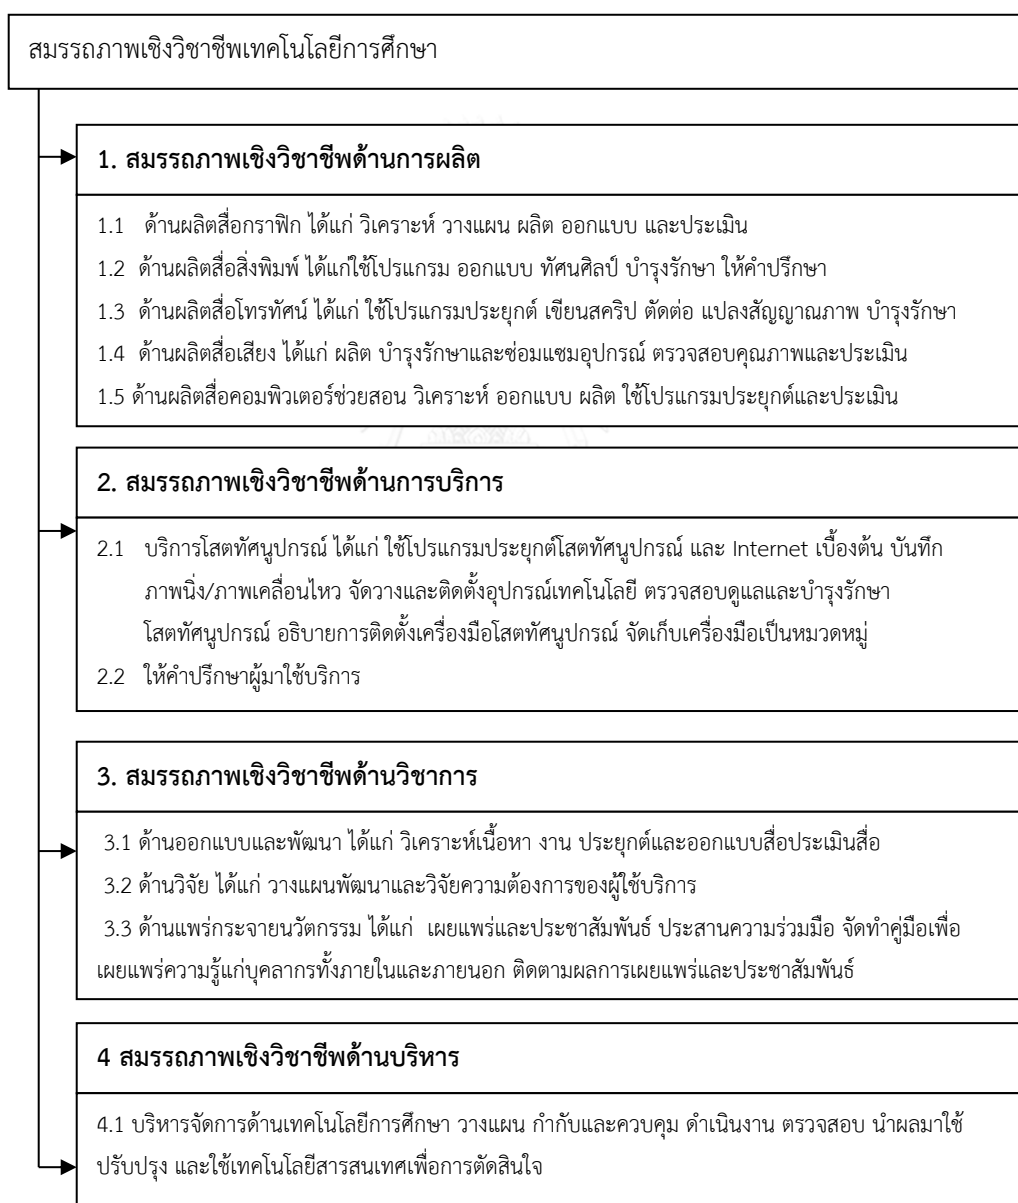 สมรรถภาพเชิงวิชาชีพเทคโนโลยีการศึกษา
1. สมรรถภาพเชิงวิชาชีพด้านการผลิต
1.1 ด้านผลิตสื่อกราฟิก ได้แก่ วิเคราะห์ วางแผน ผลิต ออกแบบ และประเมิน
1.2 ด้านผลิตสื่อสิ่งพิมพ์ ได้แก่ใช้โปรแกรม ออกแบบ ทัศนศิลป์ บำรุงรักษา ให้คำปรึกษา
1.3 ด้านผลิตสื่อโทรทัศน์ ได้แก่ ใช้โปรแกรมประยุกต์ เขียนสคริป ตัดต่อ แปลงสัญญาณภาพ บำรุงรักษา
1.4 ด้านผลิตสื่อเสียง ได้แก่ ผลิต บำรุงรักษาและซ่อมแซมอุปกรณ์ ตรวจสอบคุณภาพและประเมิน
1.5 ด้านผลิตสื่อคอมพิวเตอร์ช่วยสอน วิเคราะห์ ออกแบบ ผลิต ใช้โปรแกรมประยุกต์และประเมิน
2. สมรรถภาพเชิงวิชาชีพด้านการบริการ
2.1 บริการโสตทัศนูปกรณ์ ได้แก่ ใช้โปรแกรมประยุกต์โสตทัศนูปกรณ์ และ Internet เบื้องต้น บันทึก
ภาพนิ่ง/ภาพเคลื่อนไหว จัดวางและติดตั้งอุปกรณ์เทคโนโลยี ตรวจสอบดูแลและบำรุงรักษา
โสตทัศนูปกรณ์ อธิบายการติดตั้งเครื่องมือโสตทัศนูปกรณ์ จัดเก็บเครื่องมือเป็นหมวดหมู่
2.2 ให้คำปรึกษาผู้มาใช้บริการ
3. สมรรถภาพเชิงวิชาชีพด้านวิชาการ
3.1 ด้านออกแบบและพัฒนา ได้แก่ วิเคราะห์เนื้อหา งาน ประยุกต์และออกแบบสื่อประเมินสื่อ
3.2 ด้านวิจัย ได้แก่ วางแผนพัฒนาและวิจัยความต้องการของผู้ใช้บริการ
3.3 ด้านแพร่กระจายนวัตกรรม ได้แก่ เผยแพร่และประชาสัมพันธ์ ประสานความร่วมมือ จัดทำคู่มือเพื่อ
เผยแพร่ความรู้แก่บุคลากรทั้งภายในและภายนอก ติดตามผลการเผยแพร่และประชาสัมพันธ์
4 สมรรถภาพเชิงวิชาชีพด้านบริหาร
4.1 บริหารจัดการด้านเทคโนโลยีการศึกษา วางแผน กำกับและควบคุม ดำเนินงาน ตรวจสอบ นำผลมาใช้
ปรับปรุง และใช้เทคโนโลยีสารสนเทศเพื่อการตัดสินใจ